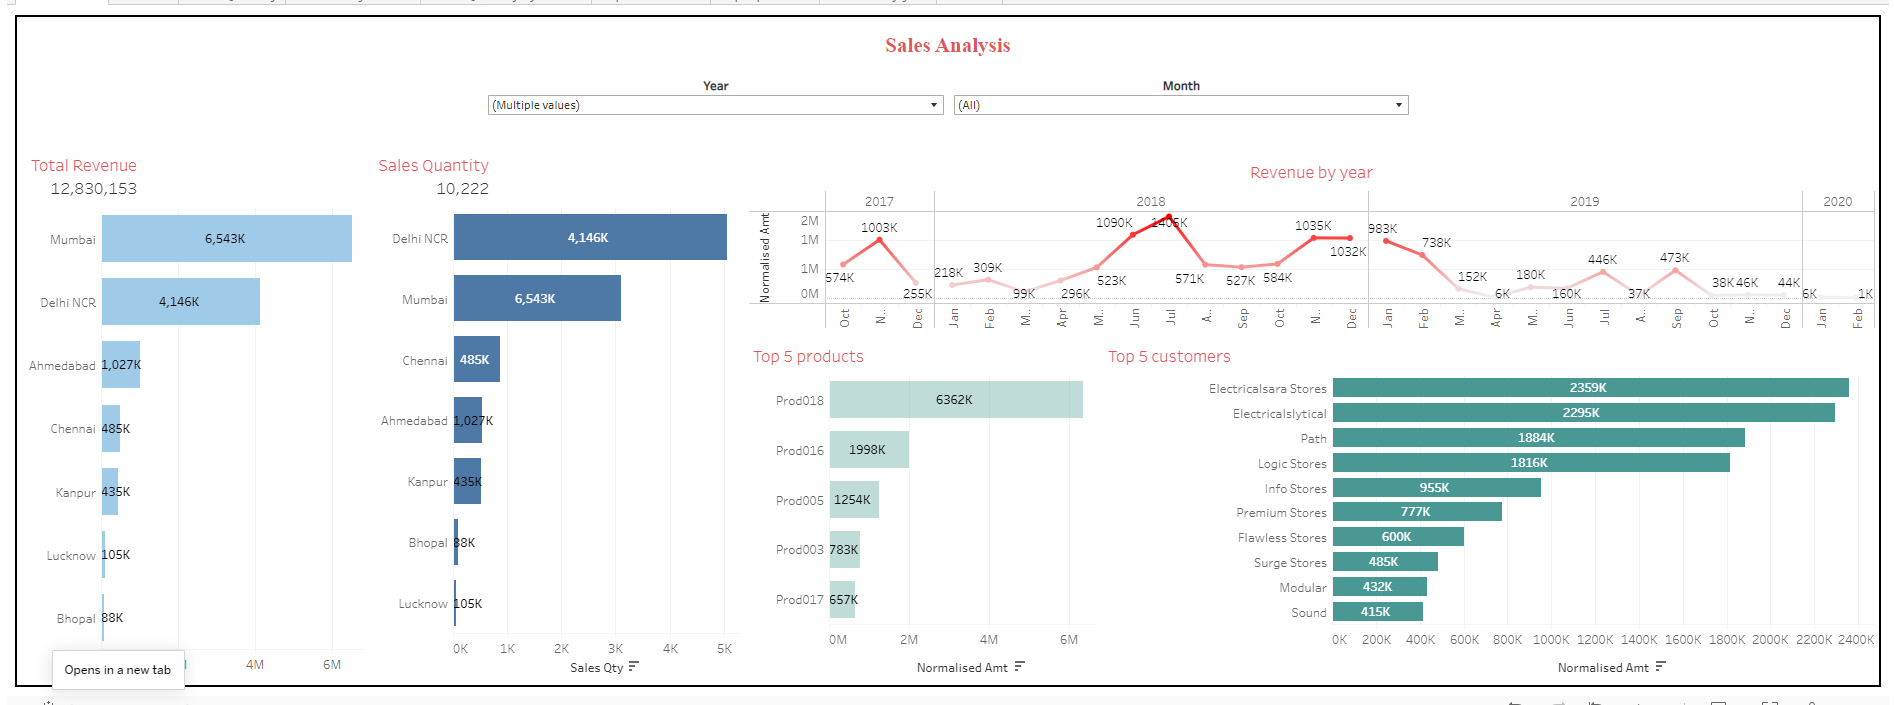 Sales Analysis
Year
Month
(Multiple values)
(All)
Total Revenue
12,830,153
Mumbai 6,543K
Delhi NCR 4,146K
Ahmedabad 1,027K
Chennai 485K
Kanpur 435K
Lucknow 105K
Bhopal 88K
4M 6M
Opens in a new tab
Sales Quantity
10,222
Delhi NCR 4,146K
Mumbai 6,543K
Chennai 485K
Ahmedabad 1,027K
Kanpur 435K
Bhopal 88K
Lucknow 105K
0K 1K 2K 3K 4K 5K
Sales Qty
Revenue by year
2017 2018 2019 2020
Normalised Amt
2M
1M
1M
0M
574K 1003K 255K 218K 309K 99K 296K 523K 1090K 1405K 571K 527K 584K 1035K 1032K 983K 738K 152K 6K 180K 160K 446K 37K 473K 38K 46K 44K 6K 1K
Oct N.. Dec Jan Feb M.. Apr M.. Jun Jul A.. Sep Oct N.. Dec Jan Feb M.. Apr M.. Jun Jul A.. Sep Oct N.. Dec Jan Feb
Top 5 products
Prod018 6362K
Prod016 1998K
Prod005 1254K
Prod003 783K
Prod017 657K
0M 2M 4M 6M
Normalised Amt
Top 5 customers
Electricalsara Stores 2359K
Electricalslytical 2295K
Path 1884K
Logic Stores 1816K
Info Stores 955K
Premium Stores 777K
Flawless Stores 600K
Surge Stores 485K
Modular 432K
Sound 415K
0K 200K 400K 600K 800K 1000K 1200K 1400K 1600K 1800K 2000K 2200K 2400K
Normalised Amt